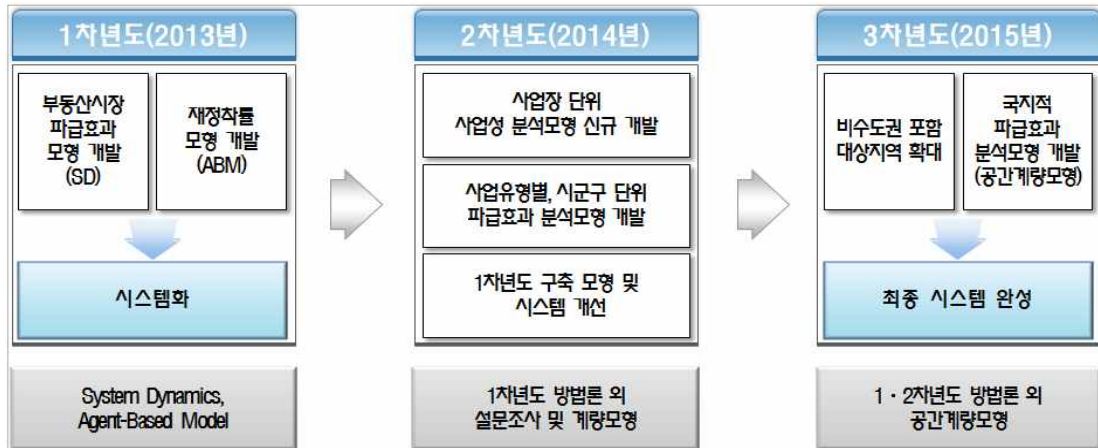 1차년도(2013년)
부동산시장
파급효과
모형 개발
(SD)
재정착률
모형 개발
(ABM)
시스템화
System Dynamics,
Agent-Based Model
2차년도(2014년)
사업장 단위
사업성 분석모형 신규 개발
사업유형별, 시군구 단위
파급효과 분석모형 개발
1차년도 구축 모형 및
시스템 개선
1차년도 방법론 외
설문조사 및 계량모형
3차년도(2015년)
비수도권 포함
대상지역 확대
국지적
파급효과
분석모형 개발
(공간계량모형)
최종 시스템 완성
1 · 2차년도 방법론 외
공간계량모형